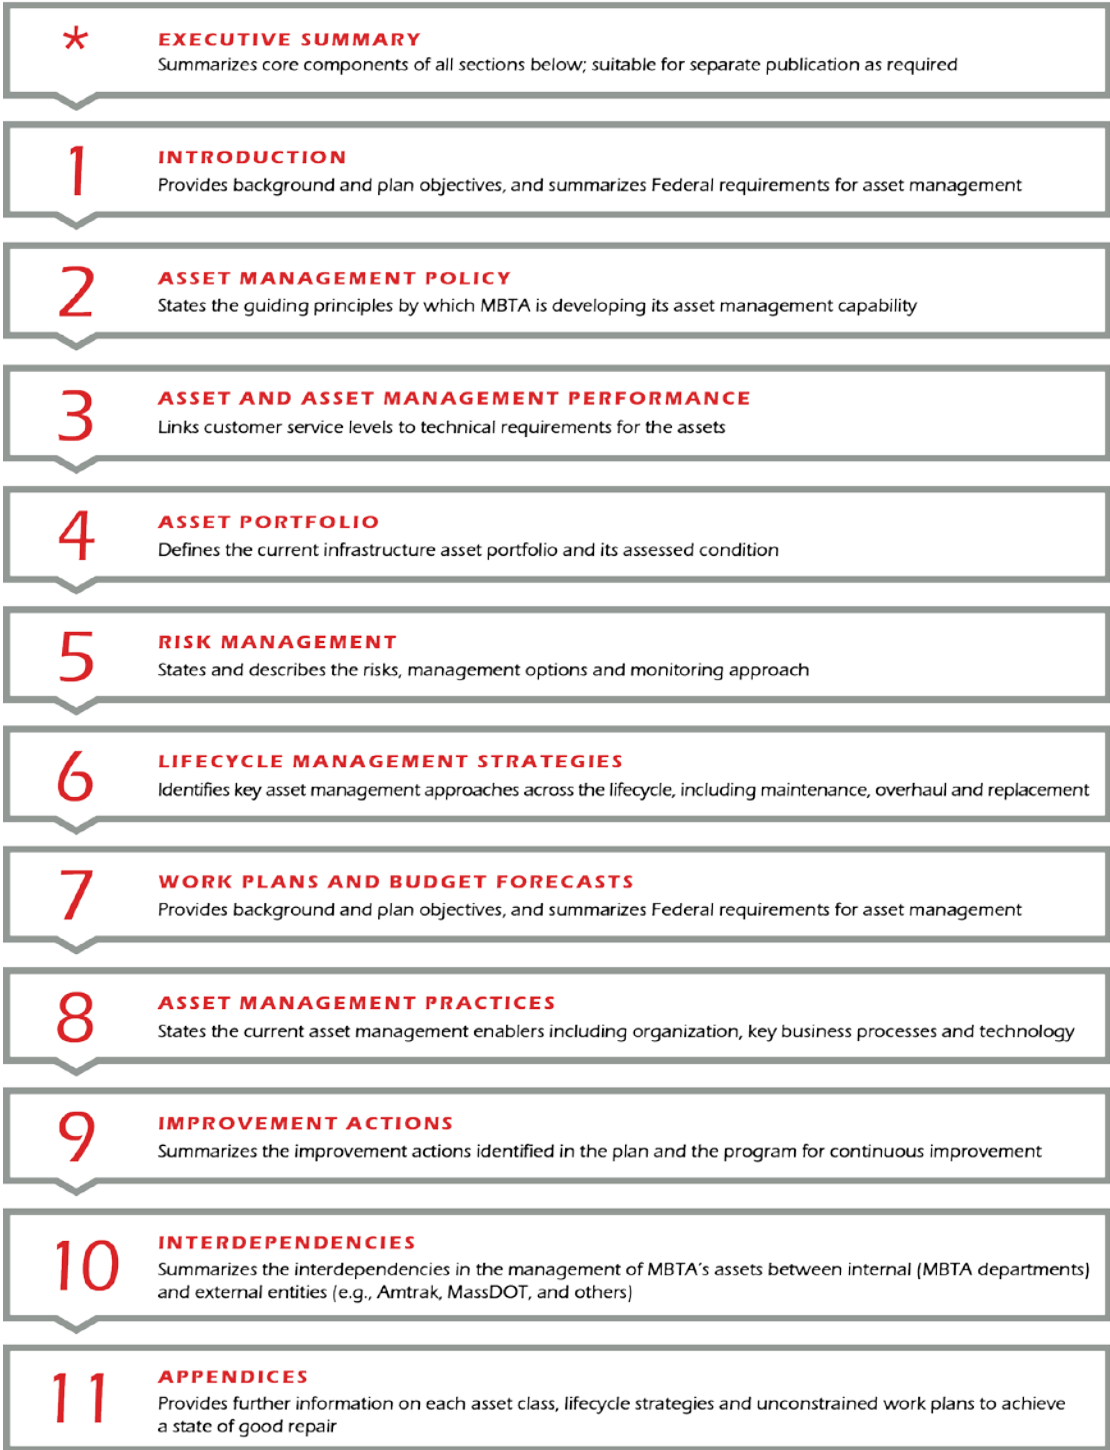 *
EXECUTIVE SUMMARY
Summarizes core components of all sections below; suitable for separate publication as required
1
INTRODUCTION
Provides background and plan objectives, and summarizes Federal requirements for asset management
2
ASSET MANAGEMENT POLICY
States the guiding principles by which MBTA is developing its asset management capability
3
ASSET AND ASSET MANAGEMENT PERFORMANCE
Links customer service levels to technical requirements for the assets
4
ASSET PORTFOLIO
Defines the current infrastructure asset portfolio and its assessed condition
5
RISK MANAGEMENT
States and describes the risks, management options and monitoring approach
6
LIFECYCLE MANAGEMENT STRATEGIES
Identifies key asset management approaches across the lifecycle, including maintenance, overhaul and replacement
7
WORK PLANS AND BUDGET FORECASTS
Provides background and plan objectives, and summarizes Federal requirements for asset management
8
ASSET MANAGEMENT PRACTICES
States the current asset management enablers including organization, key business processes and technology
9
IMPROVEMENT ACTIONS
Summarizes the improvement actions identified in the plan and the program for continuous improvement
10
INTERDEPENDENCIES
Summarizes the interdependencies in the management of MBTA's assets between internal (MBTA departments)
and external entities (e.g., Amtrak, MassDOT, and others)
11
APPENDICES
Provides further information on each asset class, lifecycle strategies and unconstrained work plans to achieve
a state of good repair